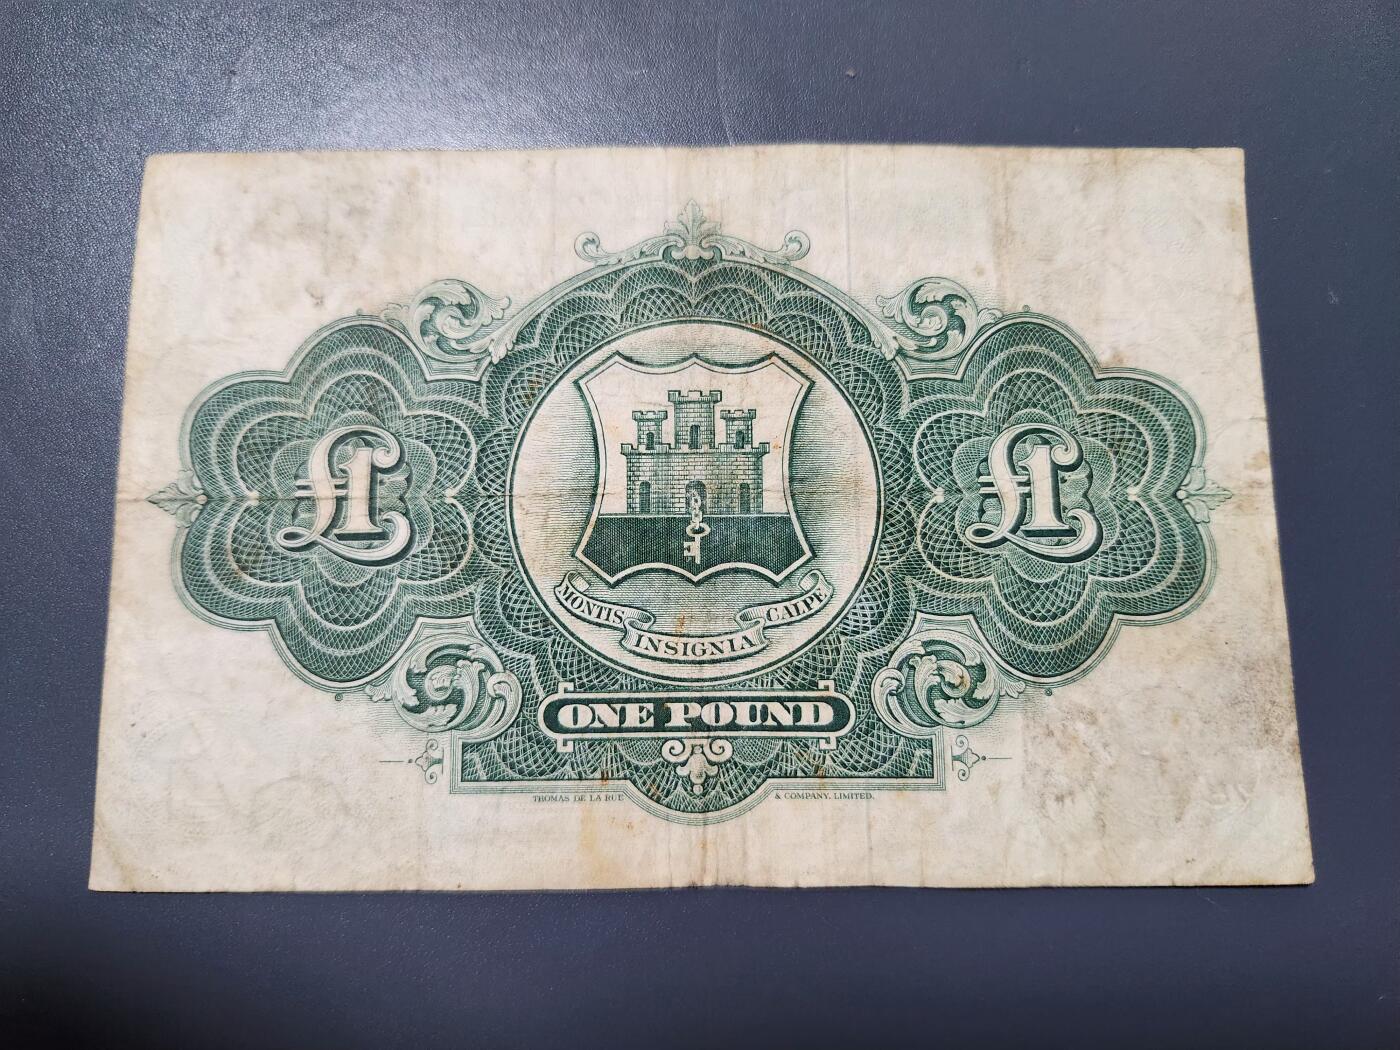 £1
£1
MONTIS INSIGNIA CALPE
ONE POUND
THOMAS DE LA RUE & COMPANY, LIMITED.